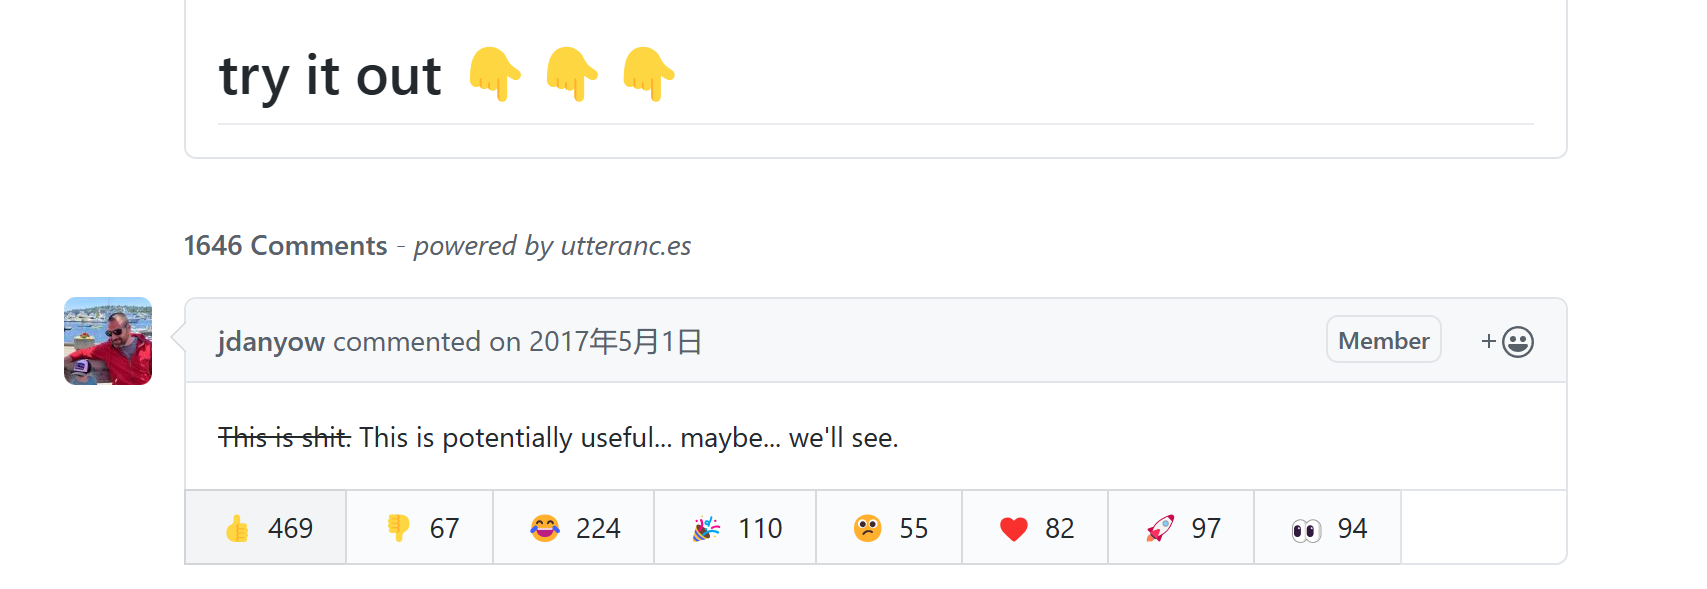 try it out 👇 👇 👇
1646 Comments - powered by utteranc.es
jdanyow commented on 2017年5月1日
Member
+
This is shit. This is potentially useful... maybe... we'll see.
👍 469 👎 67 😂 224 🎉 110 😕 55 ❤️ 82 🚀 97 👀 94